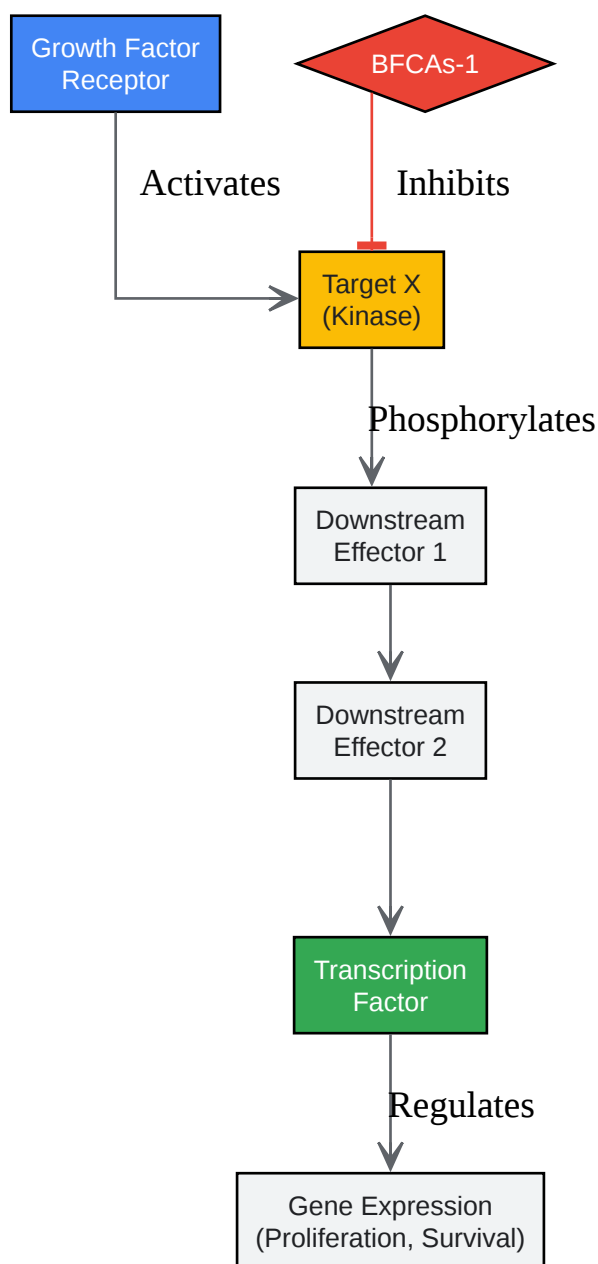 Growth Factor
Receptor
BFCAs-1
Activates
Inhibits
Target X
(Kinase)
Phosphorylates
Downstream
Effector 1
Downstream
Effector 2
Transcription
Factor
Regulates
Gene Expression
(Proliferation, Survival)